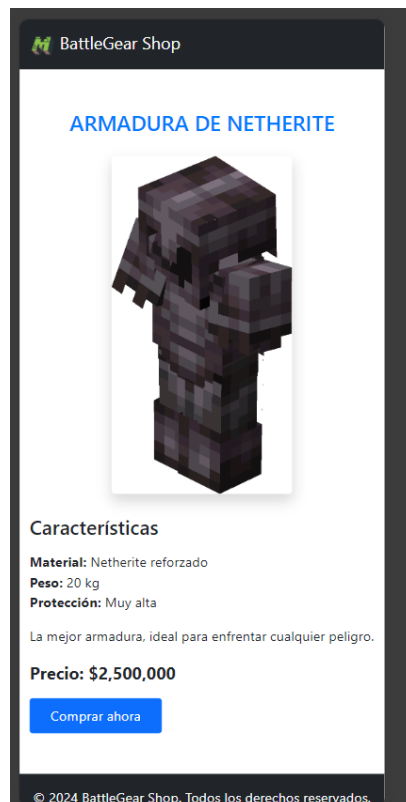 BattleGear Shop
ARMADURA DE NETHERITE
Características
Material: Netherite reforzado
Peso: 20 kg
Protección: Muy alta
La mejor armadura, ideal para enfrentar cualquier peligro.
Precio: $2,500,000
Comprar ahora
© 2024 BattleGear Shop. Todos los derechos reservados.